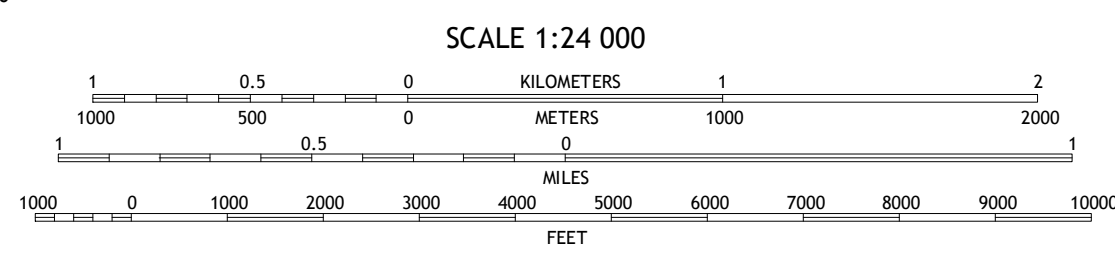 SCALE 1:24 000
1 0.5 0 KILOMETERS 1 2
1000 500 0 METERS 1000 2000
1 0.5 0 1
MILES
1000 0 1000 2000 3000 4000 5000 6000 7000 8000 9000 10000
FEET